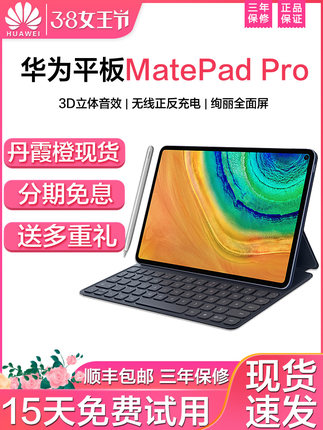 HUAWEI
3·8女王节
三年保修
正品保证
华为平板MatePad Pro
3D立体音效 | 无线正反充电 | 绚丽全面屏
丹霞橙现货
分期免息
送多重礼
顺丰包邮 三年保修
15天免费试用
现货速发